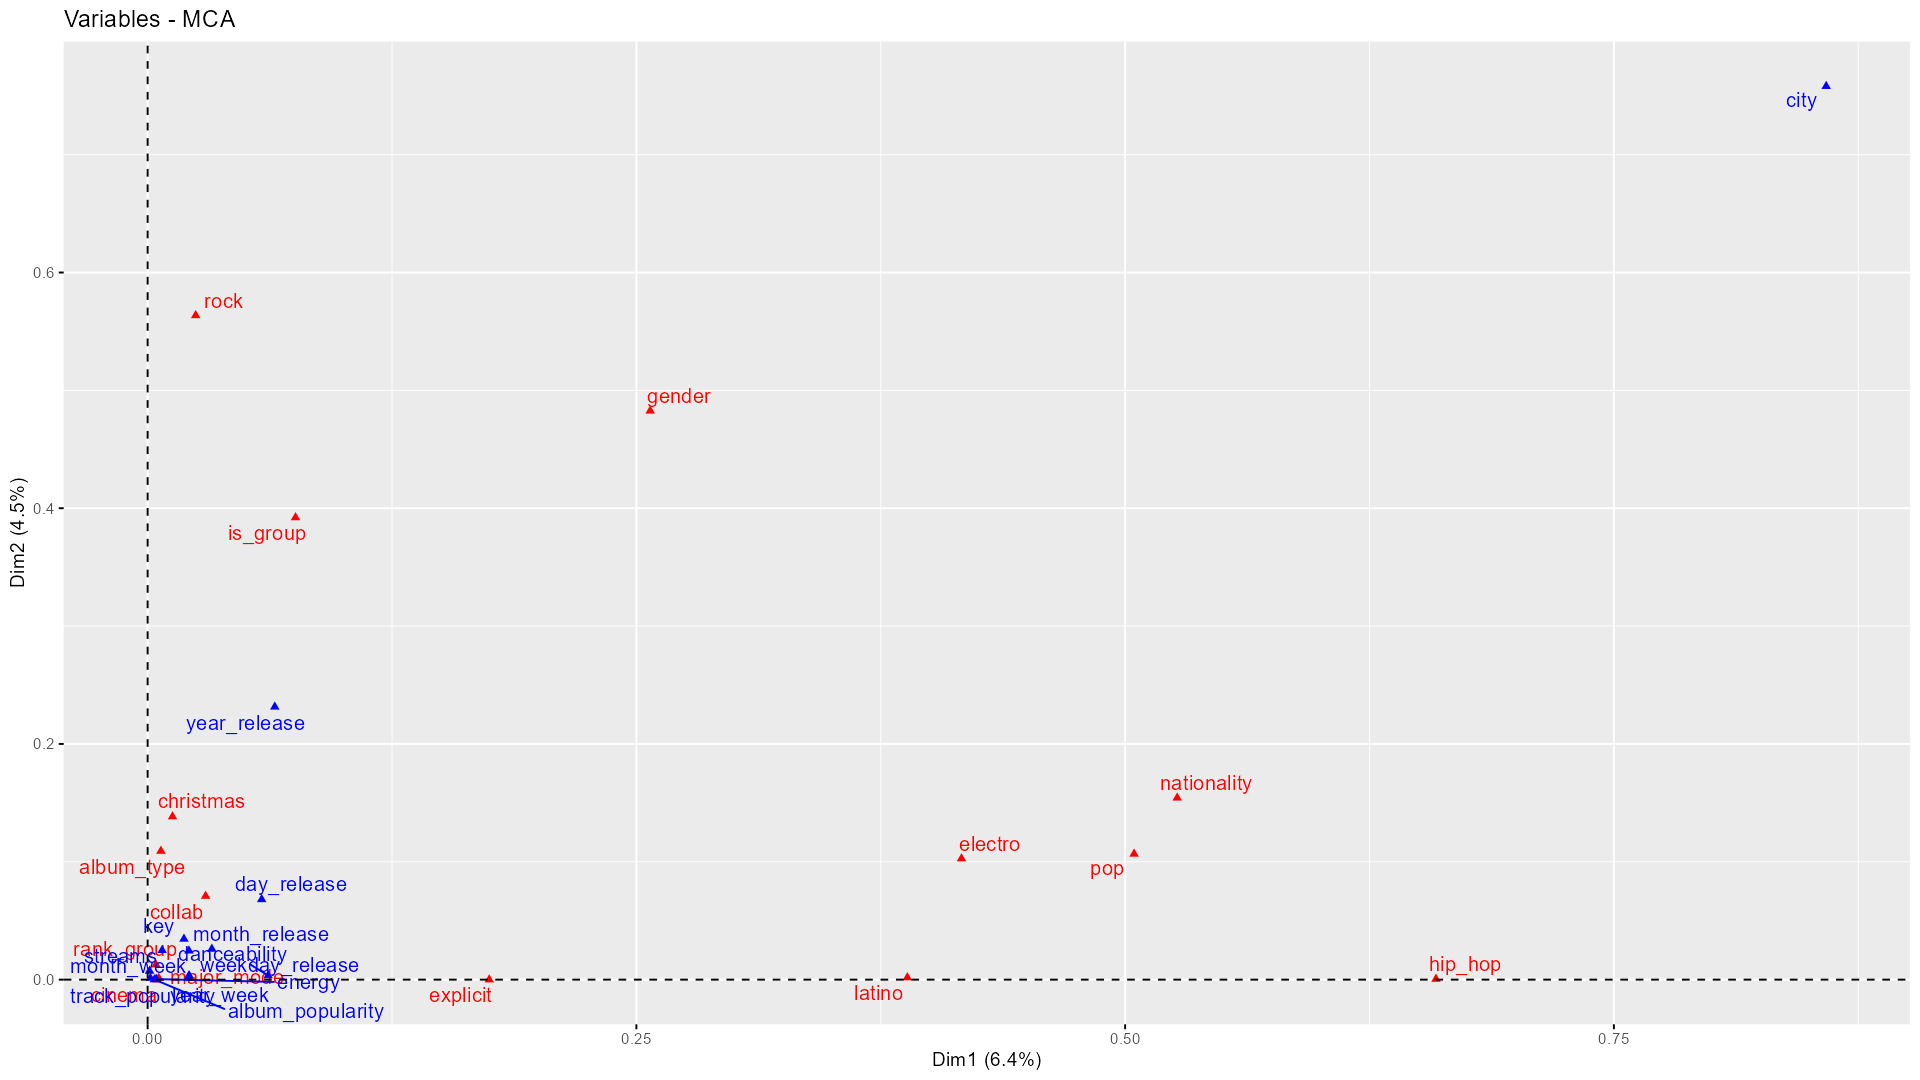 Variables - MCA
city
0.6
rock
gender
0.4
is_group
Dim2 (4.5%)
year_release
0.2
nationality
christmas
electro
album_type
pop
day_release
collab
key
month_release
rank_group
danceability
streams
month_week
weekday_release
hip_hop
0.0
major_mode
energy
track_popularity
cinema
year_week
explicit
latino
album_popularity
0.00
0.25
0.50
0.75
Dim1 (6.4%)